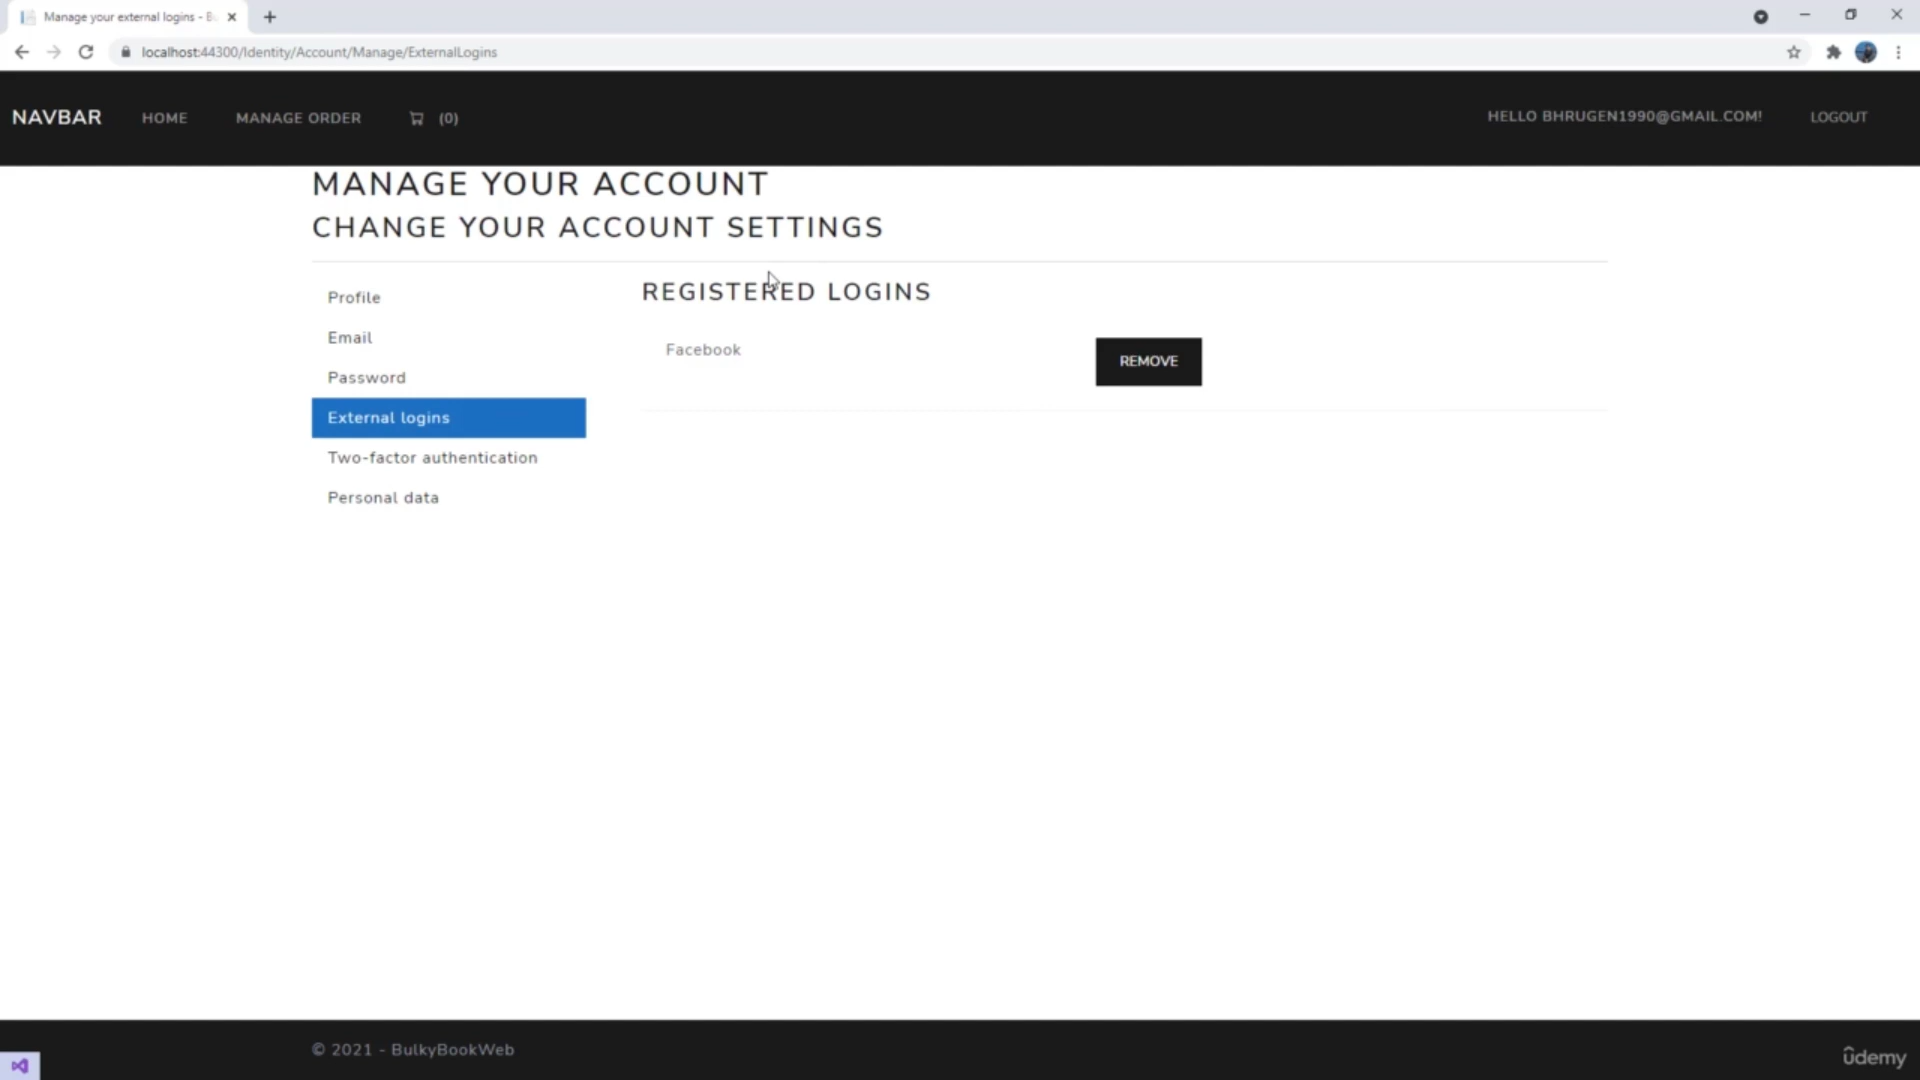 Manage your external logins - B
localhost:44300/Identity/Account/Manage/ExternalLogins
NAVBAR HOME MANAGE ORDER (0) HELLO BHRUGEN1990@GMAIL.COM! LOGOUT
MANAGE YOUR ACCOUNT
CHANGE YOUR ACCOUNT SETTINGS
Profile
Email
Password
External logins
Two-factor authentication
Personal data
REGISTERED LOGINS
Facebook REMOVE
© 2021 - BulkyBookWeb
ûdemy